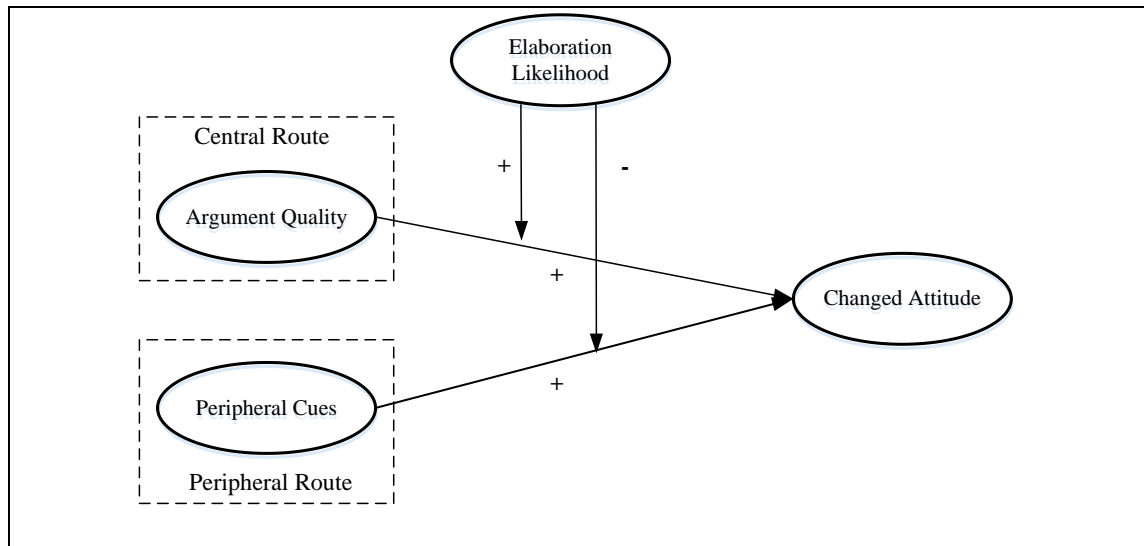 Elaboration
Likelihood
Central Route
+
-
Argument Quality
+
Changed Attitude
+
Peripheral Cues
Peripheral Route